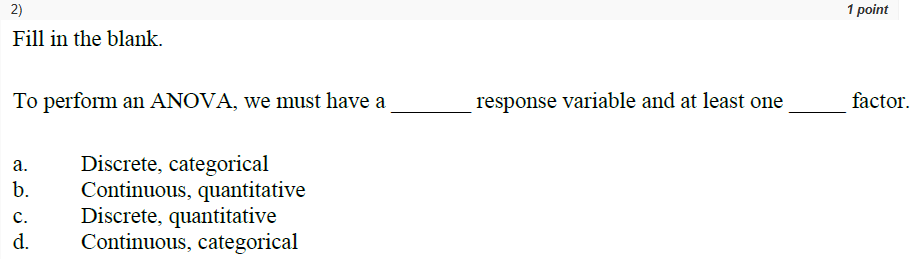 2) 1 point
Fill in the blank.
To perform an ANOVA, we must have a _______ response variable and at least one _____ factor.
a. Discrete, categorical
b. Continuous, quantitative
c. Discrete, quantitative
d. Continuous, categorical